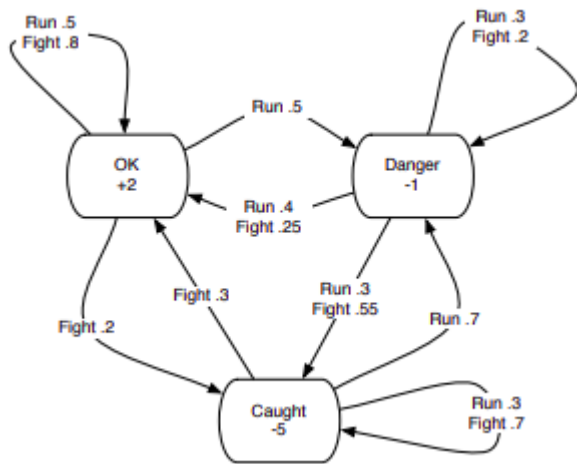 Run .5
Fight .8
Run .3
Fight .2
Run .5
OK
+2
Danger
-1
Run .4
Fight .25
Fight .3
Run .3
Fight .55
Fight .2
Run .7
Caught
-5
Run .3
Fight .7